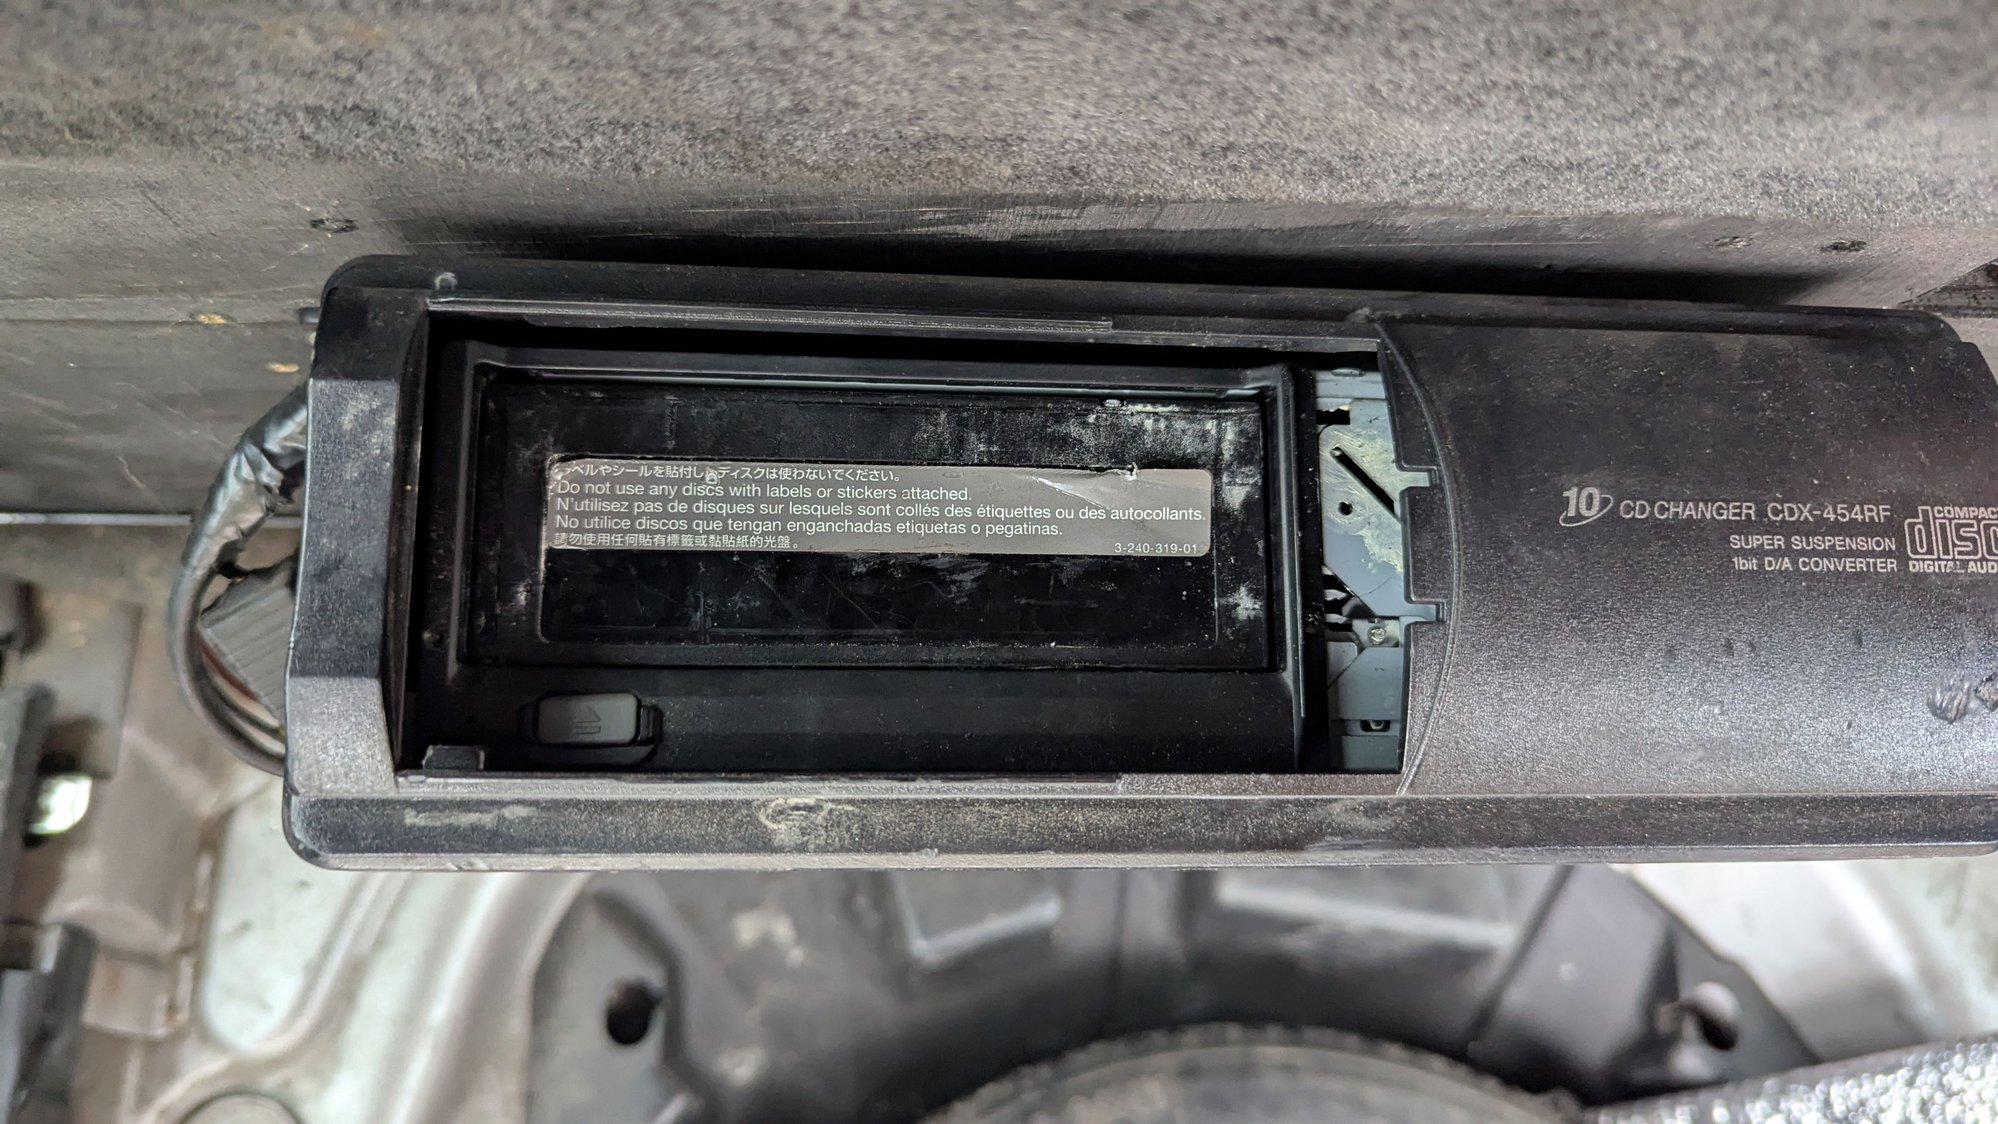 ラベルやシールを貼付したディスクは使わないでください。
Do not use any discs with labels or stickers attached.
N'utilisez pas de disques sur lesquels sont collés des étiquettes ou des autocollants.
No utilice discos que tengan enganchadas etiquetas o pegatinas.
請勿使用任何貼有標籤或黏貼紙的光盤。
3-240-319-01
10 CD CHANGER CDX-454RF
SUPER SUSPENSION
1bit D/A CONVERTER
COMPACT
disc
DIGITAL AUDIO